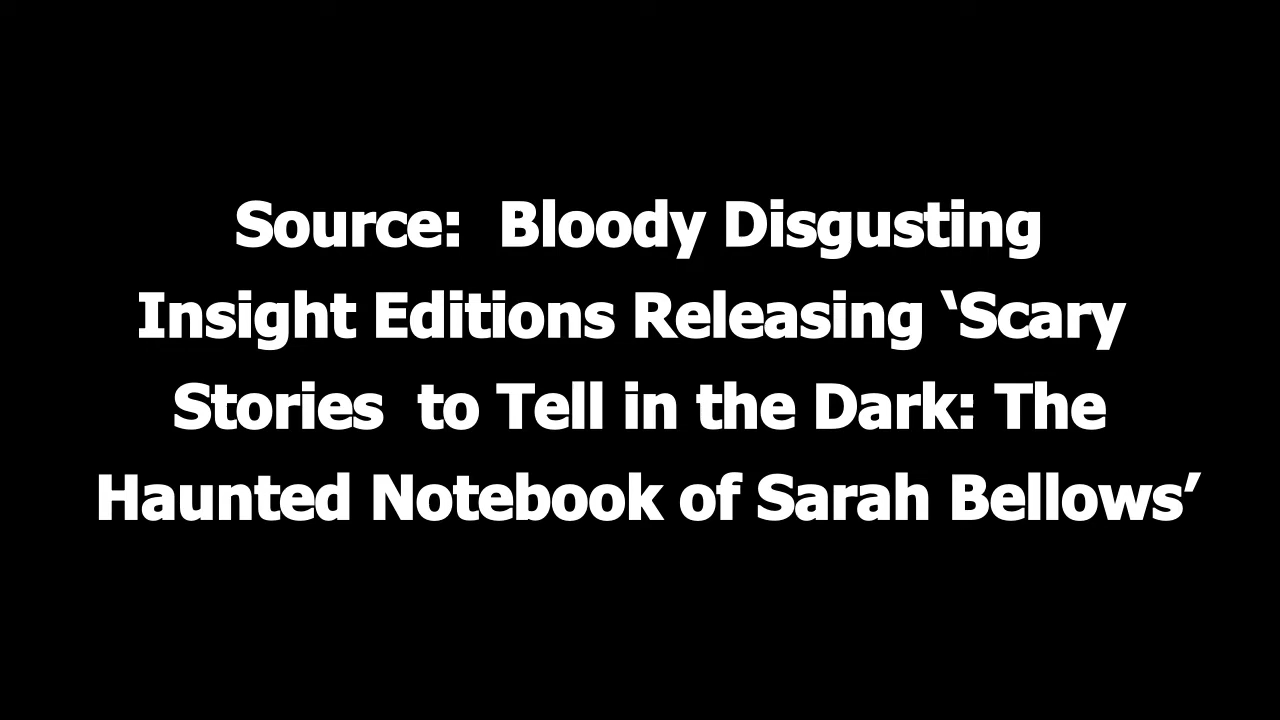 Source:  Bloody Disgusting
Insight Editions Releasing ‘Scary
Stories  to Tell in the Dark: The
Haunted Notebook of Sarah Bellows’